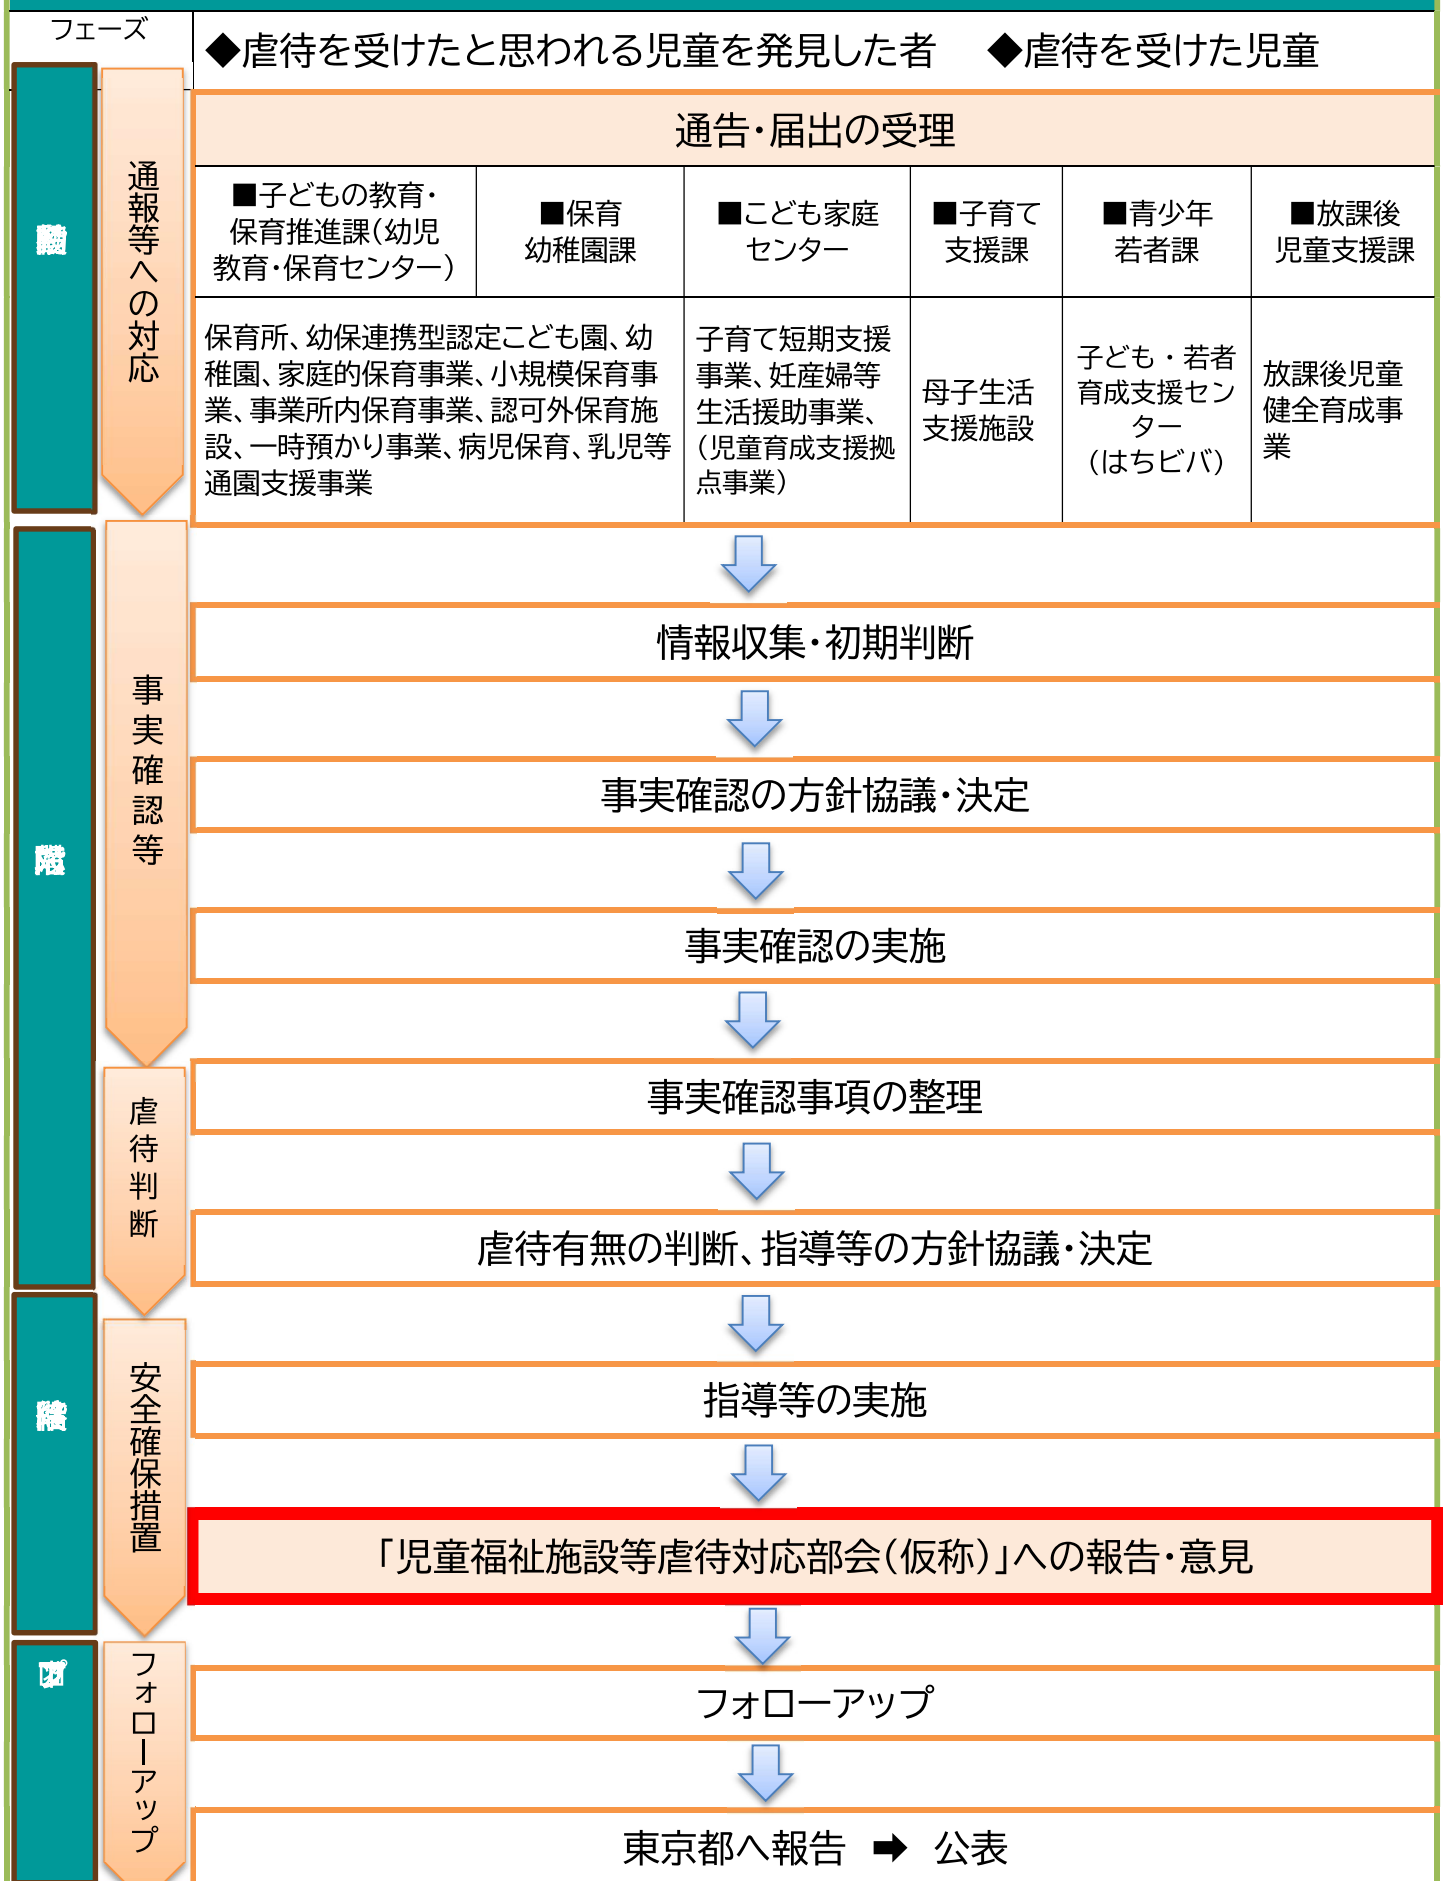 フェーズ
◆虐待を受けたと思われる児童を発見した者　◆虐待を受けた児童
通報等への対応
通告・届出の受理
■子どもの教育・
保育推進課（幼児
教育・保育センター）
■保育
幼稚園課
■こども家庭
センター
■子育て
支援課
■青少年
若者課
■放課後
児童支援課
保育所、幼保連携型認定こども園、幼
稚園、家庭的保育事業、小規模保育事
業、事業所内保育事業、認可外保育施
設、一時預かり事業、病児保育、乳児等
通園支援事業
子育て短期支援
事業、妊産婦等
生活援助事業、
（児童育成支援拠
点事業）
母子生活
支援施設
子ども・若者
育成支援セン
ター
（はちビバ）
放課後児童
健全育成事
業
事実確認等
情報収集・初期判断
事実確認の方針協議・決定
事実確認の実施
虐待判断
事実確認事項の整理
虐待有無の判断、指導等の方針協議・決定
安全確保措置
指導等の実施
「児童福祉施設等虐待対応部会（仮称）」への報告・意見
フォローアップ
フォローアップ
東京都へ報告　➡　公表